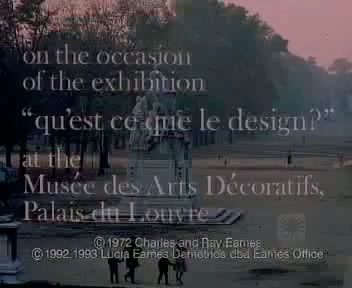 on the occasion
of the exhibition
“qu'est ce que le design?”
at the
Musée des Arts Décoratifs,
Palais du Louvre
©1972 Charles and Ray Eames
©1992,1993 Lucia Eames Demetrios dba Eames Office